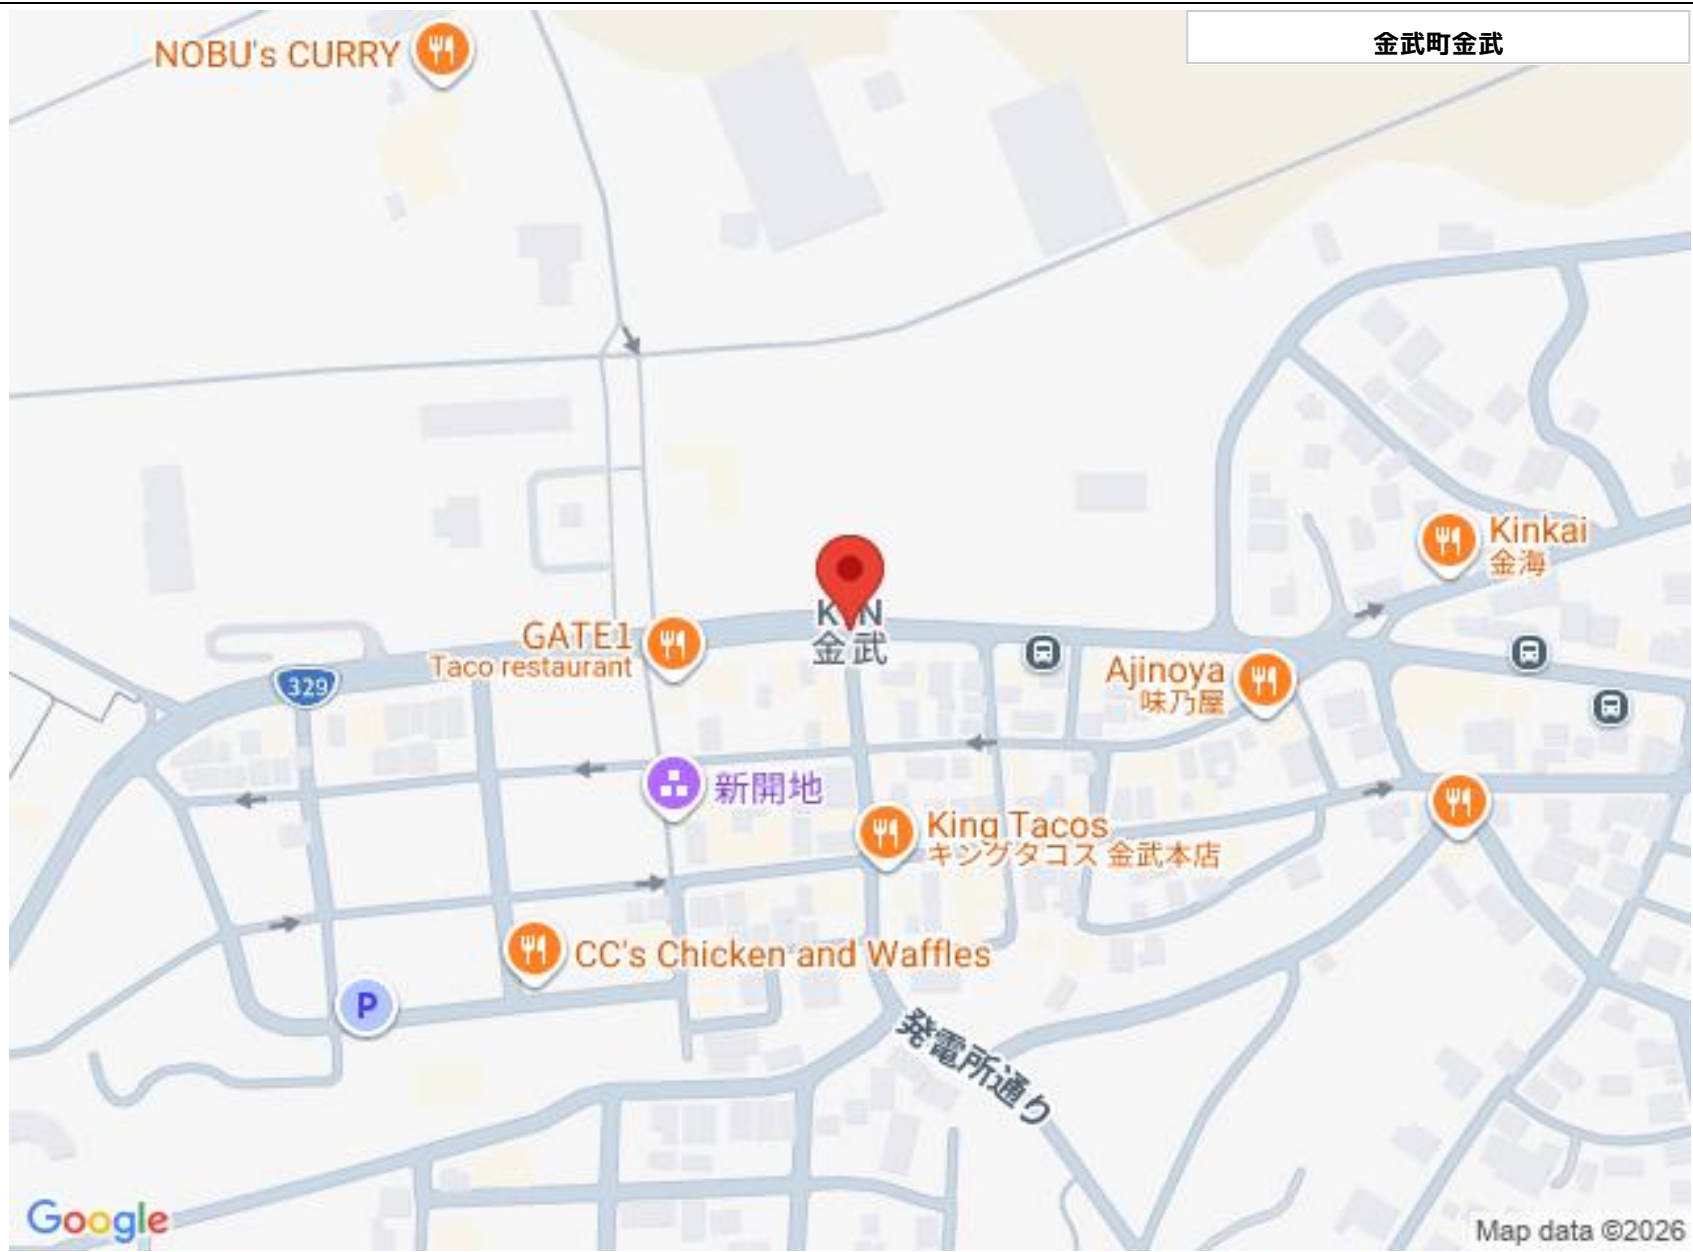 金武町金武
NOBU's CURRY
Kinkai
金海
KIN
金武
GATE1
Taco restaurant
329
Ajinoya
味乃屋
新開地
King Tacos
キングタコス 金武本店
CC's Chicken and Waffles
P
発電所通り
Google
Map data ©2026